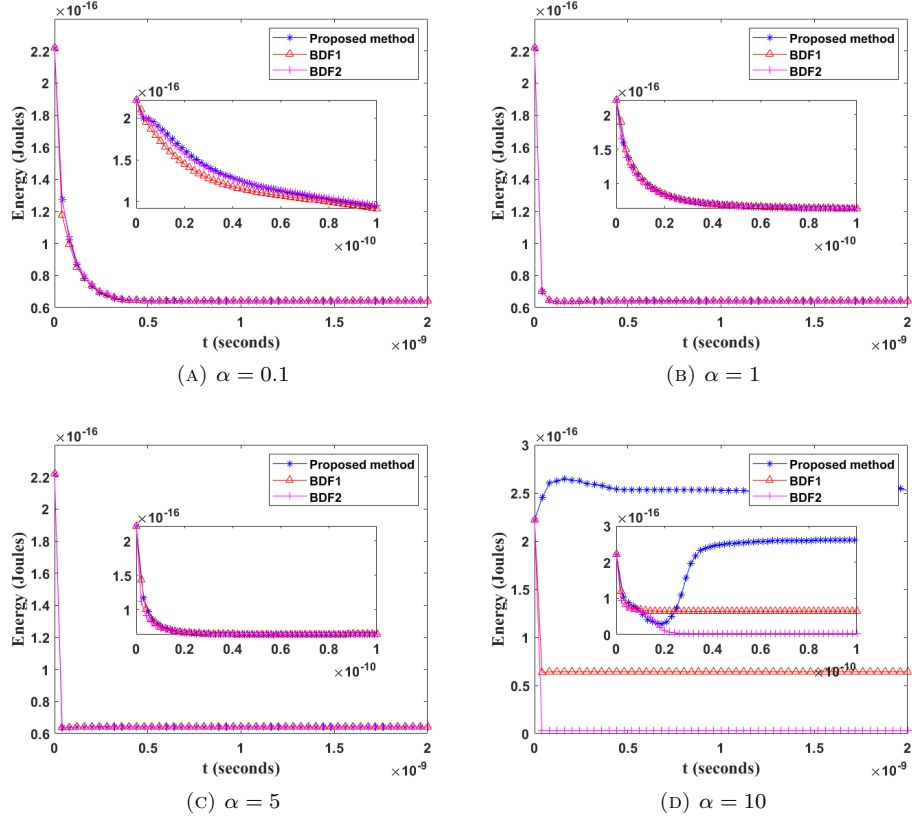 ×10-16
2.2
2
1.8
1.6
1.4
1.2
1
0.8
0.6
Energy (Joules)
Proposed method
BDF1
BDF2
×10-16
2
1.5
1
0 0.2 0.4 0.6 0.8 1
×10-10
0 0.5 1 1.5 2
t (seconds)
×10-9
(A) α = 0.1
×10-16
2.2
2
1.8
1.6
1.4
1.2
1
0.8
0.6
Energy (Joules)
Proposed method
BDF1
BDF2
×10-16
2
1.5
1
0 0.2 0.4 0.6 0.8 1
×10-10
0 0.5 1 1.5 2
t (seconds)
×10-9
(B) α = 1
×10-16
2.2
2
1.8
1.6
1.4
1.2
1
0.8
0.6
Energy (Joules)
Proposed method
BDF1
BDF2
×10-16
2
1.5
1
0 0.2 0.4 0.6 0.8 1
×10-10
0 0.5 1 1.5 2
t (seconds)
×10-9
(C) α = 5
×10-16
3
2.5
2
1.5
1
0.5
0
Energy (Joules)
Proposed method
BDF1
BDF2
×10-16
3
2
1
0
0 0.2 0.4 0.6 0.8 1
×10-10
0 0.5 1 1.5 2
t (seconds)
×10-9
(D) α = 10